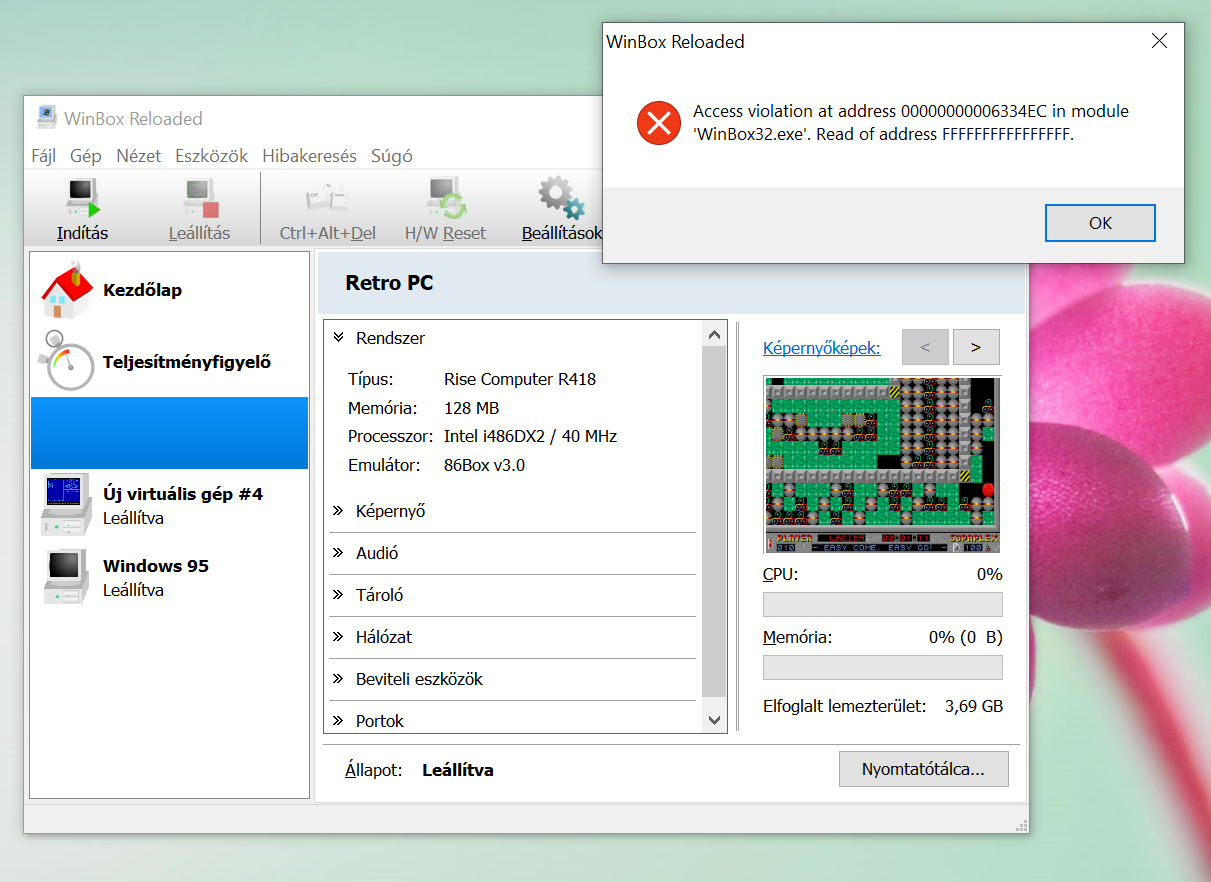 WinBox Reloaded
Access violation at address 00000000006334EC in module
'WinBox32.exe'. Read of address FFFFFFFFFFFFFFFF.
OK
WinBox Reloaded
Fájl Gép Nézet Eszközök Hibakeresés Súgó
Indítás Leállítás Ctrl+Alt+Del H/W Reset Beállítások
Kezdőlap
Teljesítményfigyelő
Új virtuális gép #4
Leállítva
Windows 95
Leállítva
Retro PC
Rendszer
Típus: Rise Computer R418
Memória: 128 MB
Processzor: Intel i486DX2 / 40 MHz
Emulátor: 86Box v3.0
Képernyő
Audió
Tároló
Hálózat
Beviteli eszközök
Portok
Képernyőképek: < >
PLAYER 00:01:11 SUPAPLEX
010 - EASY COME, EASY GO! - 100%
CPU: 0%
Memória: 0% (0 B)
Elfoglalt lemezterület: 3,69 GB
Állapot: Leállítva
Nyomtatótálca...